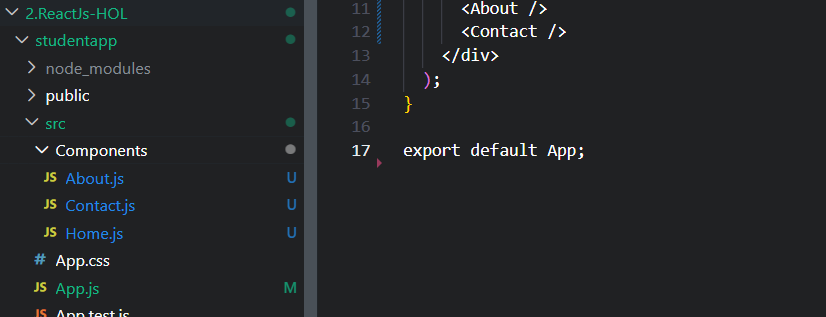 2.ReactJs-HOL
studentapp
node_modules
public
src
Components
JS About.js U
JS Contact.js U
JS Home.js U
# App.css
JS App.js M
JS App.test.js
11 <About />
12 <Contact />
13 </div>
14 );
15 }
16
17 export default App;